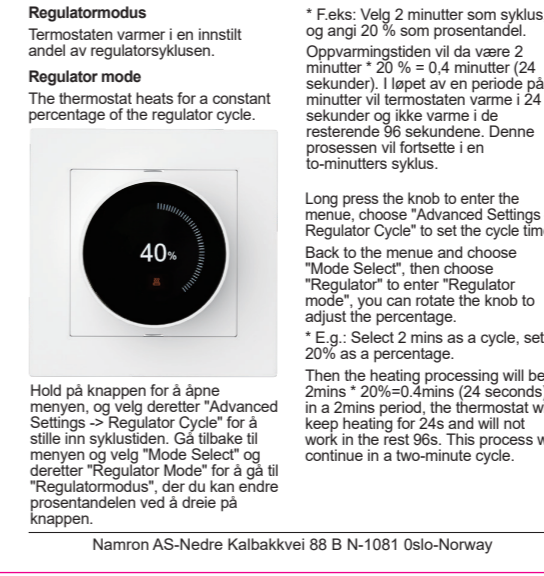 Regulatormodus
Termostaten varmer i en innstilt
andel av regulatorsyklusen.
Regulator mode
The thermostat heats for a constant
percentage of the regulator cycle.
40%
Hold på knappen for å åpne
menyen, og velg deretter "Advanced
Settings -> Regulator Cycle" for å
stille inn syklustiden. Gå tilbake til
menyen og velg "Mode Select" og
deretter "Regulator Mode" for å gå til
"Regulatormodus", der du kan endre
prosentandelen ved å dreie på
knappen.
* F.eks: Velg 2 minutter som syklus
og angi 20 % som prosentandel.
Oppvarmingstiden vil da være 2
minutter * 20 % = 0,4 minutter (24
sekunder). I løpet av en periode på
minutter vil termostaten varme i 24
sekunder og ikke varme i de
resterende 96 sekundene. Denne
prosessen vil fortsette i en
to-minutters syklus.
Long press the knob to enter the
menue, choose "Advanced Settings
Regulator Cycle" to set the cycle
Back to the menue and choose
"Mode Select", then choose
"Regulator" to enter "Regulator
mode", you can rotate the knob to
adjust the percentage.
* E.g.: Select 2 mins as a cycle, set
20% as a percentage.
Then the heating processing will be
2mins * 20%=0.4mins (24 seconds)
in a 2mins period, the thermostat
keep heating for 24s and will not
work in the rest 96s. This process
continue in a two-minute cycle.
Namron AS-Nedre Kalbakkvei 88 B N-1081 0slo-Norway